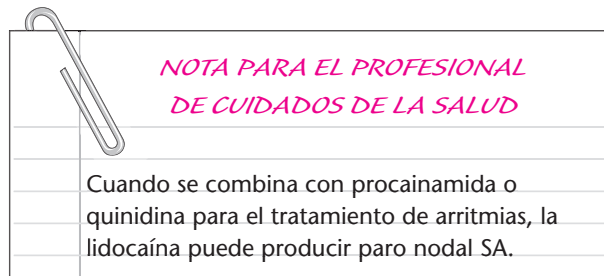 NOTA PARA EL PROFESIONAL
DE CUIDADOS DE LA SALUD
Cuando se combina con procainamida o
quinidina para el tratamiento de arritmias, la
lidocaína puede producir paro nodal SA.